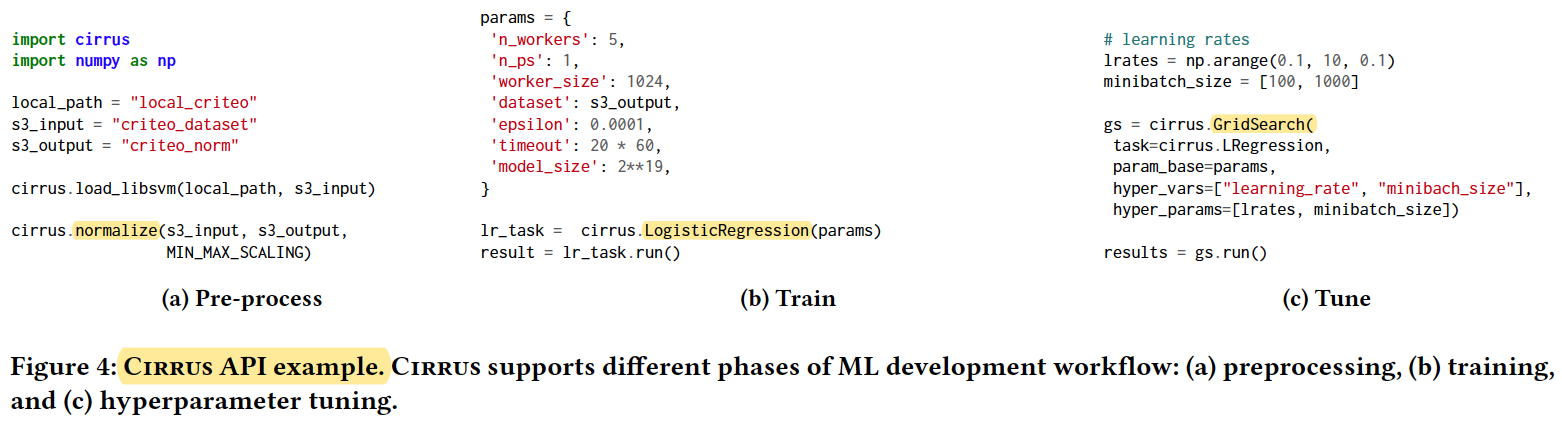 import cirrus
import numpy as np
local_path = "local_criteo"
s3_input = "criteo_dataset"
s3_output = "criteo_norm"
cirrus.load_libsvm(local_path, s3_input)
cirrus.normalize(s3_input, s3_output,
MIN_MAX_SCALING)
(a) Pre-process
params = {
'n_workers': 5,
'n_ps': 1,
'worker_size': 1024,
'dataset': s3_output,
'epsilon': 0.0001,
'timeout': 20 * 60,
'model_size': 2**19,
}
lr_task =  cirrus.LogisticRegression(params)
result = lr_task.run()
(b) Train
# learning rates
lrates = np.arange(0.1, 10, 0.1)
minibatch_size = [100, 1000]
gs = cirrus.GridSearch(
task=cirrus.LRegression,
param_base=params,
hyper_vars=["learning_rate", "minibach_size"],
hyper_params=[lrates, minibatch_size])
results = gs.run()
(c) Tune
Figure 4: Cirrus API example. Cirrus supports different phases of ML development workflow: (a) preprocessing, (b) training,
and (c) hyperparameter tuning.